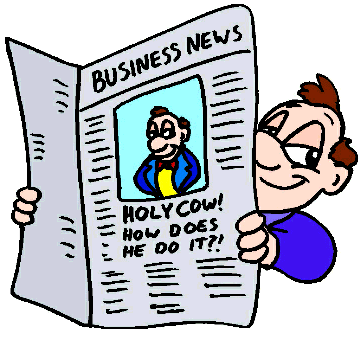 BUSINESS NEWS
HOLY COW!
HOW DOES
HE DO IT?!